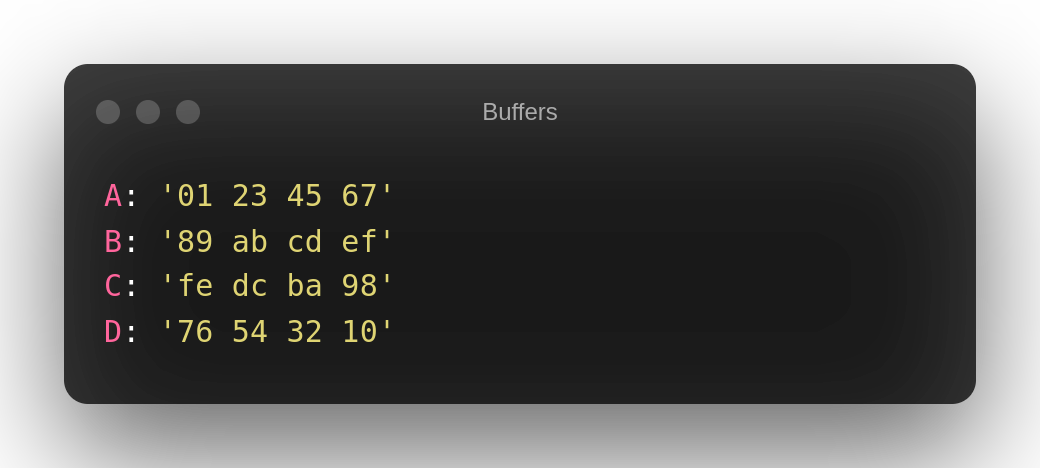 Buffers
A: '01 23 45 67'
B: '89 ab cd ef'
C: 'fe dc ba 98'
D: '76 54 32 10'